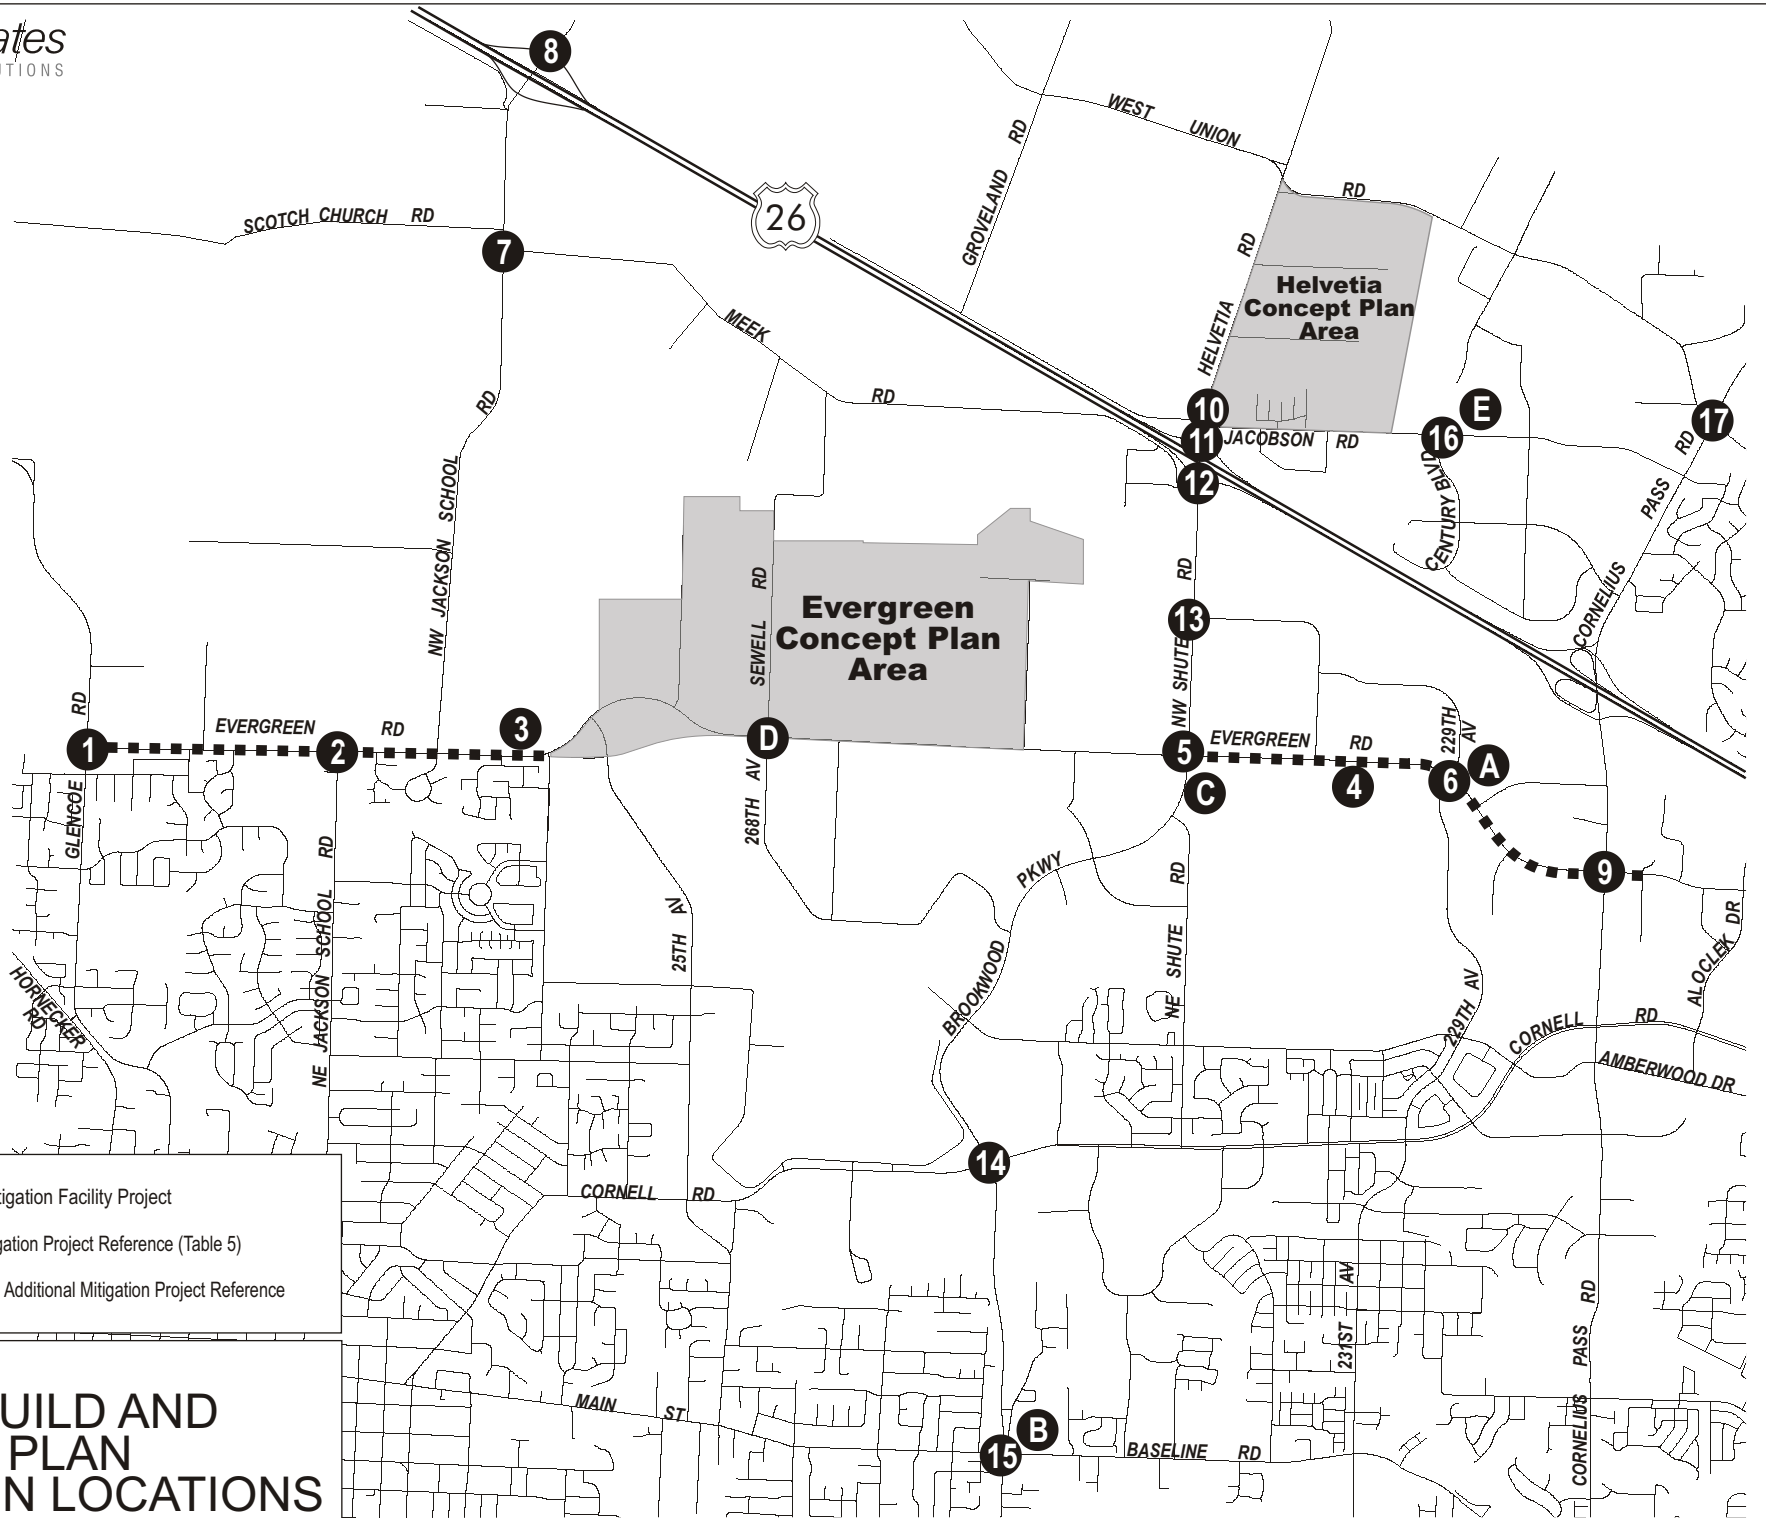 ates
UTIONS
8
WEST
UNION
RD
RD
GROVELAND
26
SCOTCH CHURCH RD
7
RD
HELVETIA
Helvetia
Concept Plan
Area
MEEK
RD
RD
NW JACKSON SCHOOL
10
11
12
JACOBSON RD
16
E
17
CENTURY BLVD
RD
PASS
CORNELIUS
Evergreen
Concept Plan
Area
RD
SEWELL
RD
NW SHUTE
13
RD
GLENCOE
1
EVERGREEN RD
2
3
D
5
EVERGREEN RD
4
6
A
C
229TH
AV
9
268TH AV
NE JACKSON SCHOOL RD
25TH AV
BROOKWOOD
PKWY
NE SHUTE RD
HORNECKER
RD
229TH AV
CORNELL RD
AMBERWOOD DR
ALOCLEK DR
14
CORNELL RD
231ST AV
CORNELIUS PASS RD
MAIN ST
15
B
BASELINE RD
tigation Facility Project
gation Project Reference (Table 5)
Additional Mitigation Project Reference
UILD AND
PLAN
N LOCATIONS